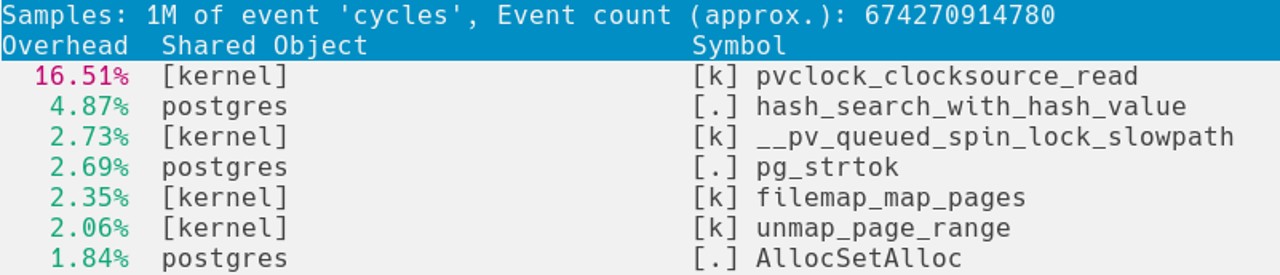 Samples: 1M of event 'cycles', Event count (approx.): 674270914780
Overhead  Shared Object  Symbol
16.51%  [kernel]  [k] pvclock_clocksource_read
4.87%  postgres  [.] hash_search_with_hash_value
2.73%  [kernel]  [k] __pv_queued_spin_lock_slowpath
2.69%  postgres  [.] pg_strtok
2.35%  [kernel]  [k] filemap_map_pages
2.06%  [kernel]  [k] unmap_page_range
1.84%  postgres  [.] AllocSetAlloc